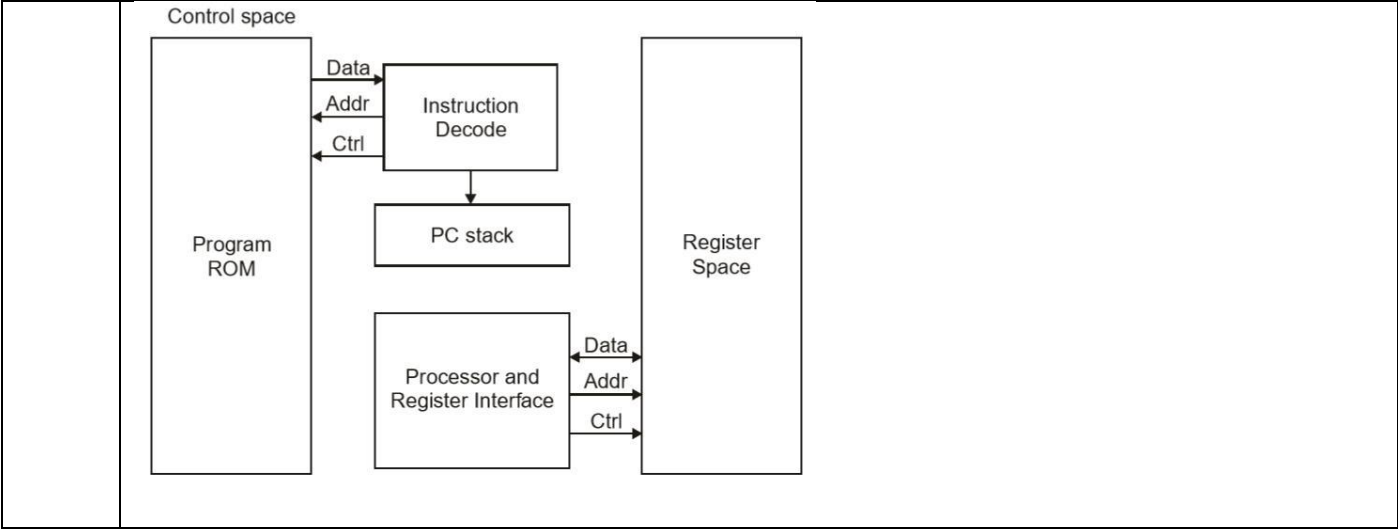 Control space
Data
Addr
Ctrl
Instruction
Decode
PC stack
Program
ROM
Register
Space
Processor and
Register Interface
Data
Addr
Ctrl